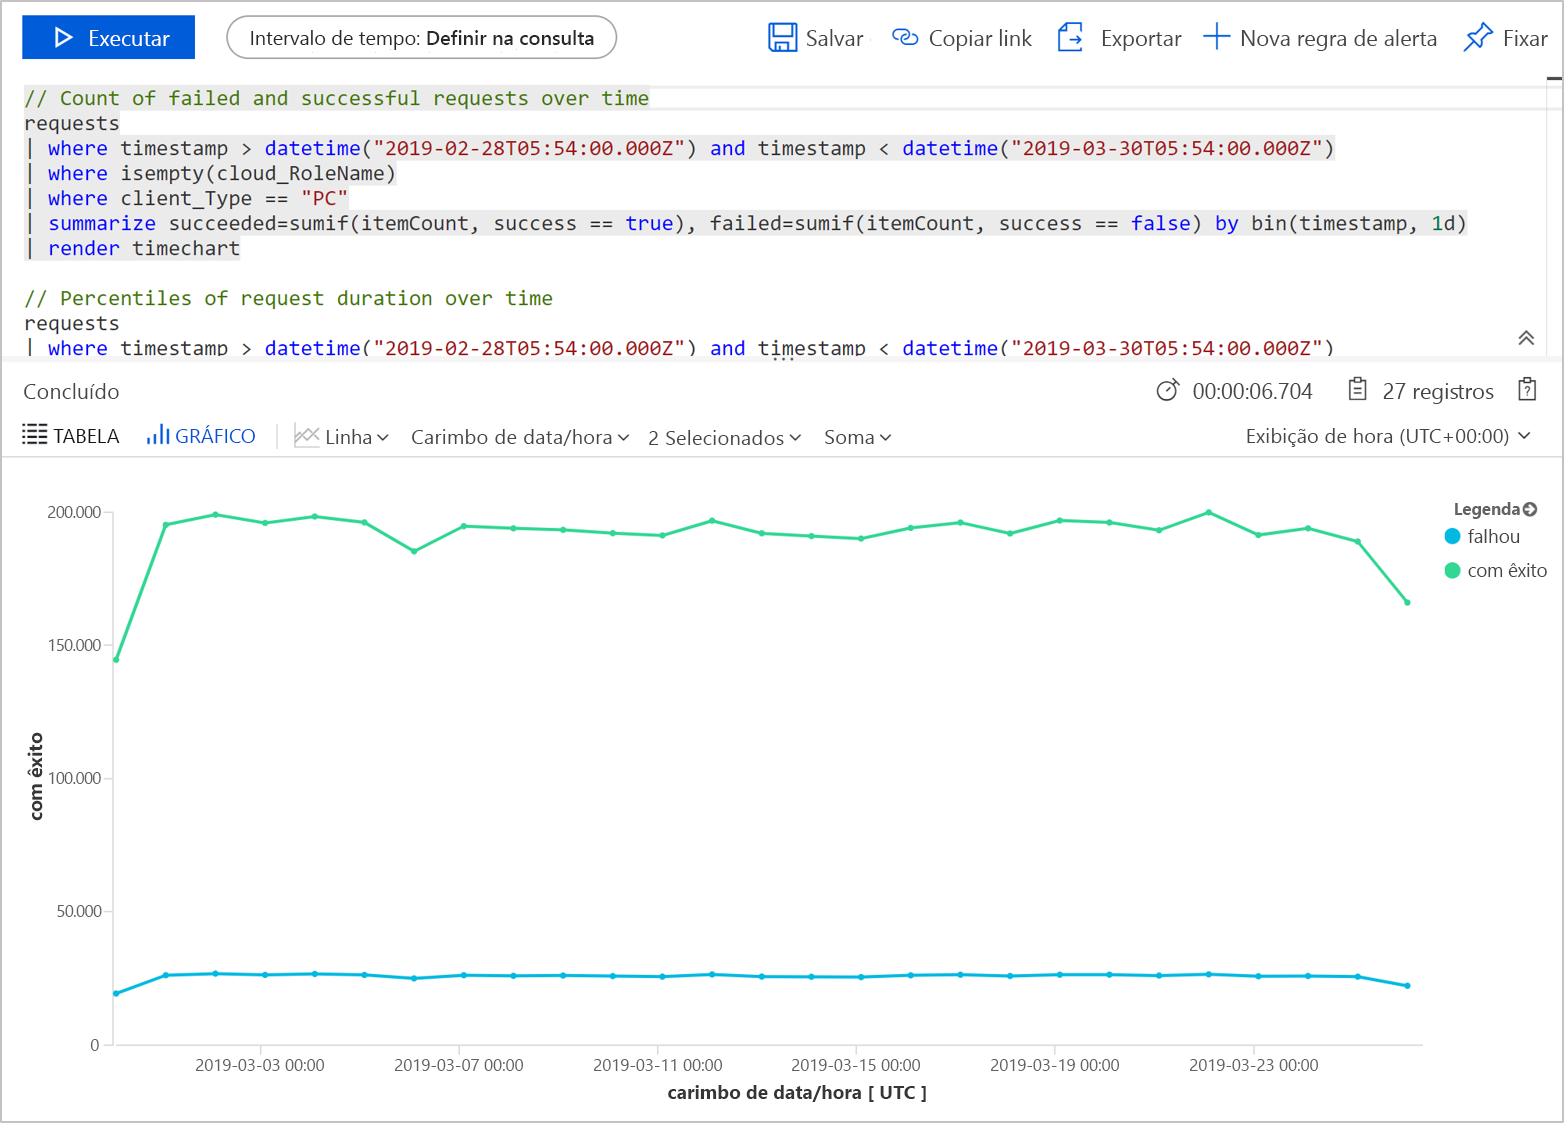 Executar
Intervalo de tempo: Definir na consulta
Salvar
Copiar link
Exportar
Nova regra de alerta
Fixar
// Count of failed and successful requests over time
requests
| where timestamp > datetime("2019-02-28T05:54:00.000Z") and timestamp < datetime("2019-03-30T05:54:00.000Z")
| where isempty(cloud_RoleName)
| where client_Type == "PC"
| summarize succeeded=sumif(itemCount, success == true), failed=sumif(itemCount, success == false) by bin(timestamp, 1d)
| render timechart
// Percentiles of request duration over time
requests
| where timestamp > datetime("2019-02-28T05:54:00.000Z") and timestamp < datetime("2019-03-30T05:54:00.000Z")
Concluído
00:00:06.704
27 registros
TABELA
GRÁFICO
Linha
Carimbo de data/hora
2 Selecionados
Soma
Exibição de hora (UTC+00:00)
Legenda
falhou
com êxito
200.000
150.000
100.000
50.000
0
com êxito
2019-03-03 00:00
2019-03-07 00:00
2019-03-11 00:00
2019-03-15 00:00
2019-03-19 00:00
2019-03-23 00:00
carimbo de data/hora [ UTC ]